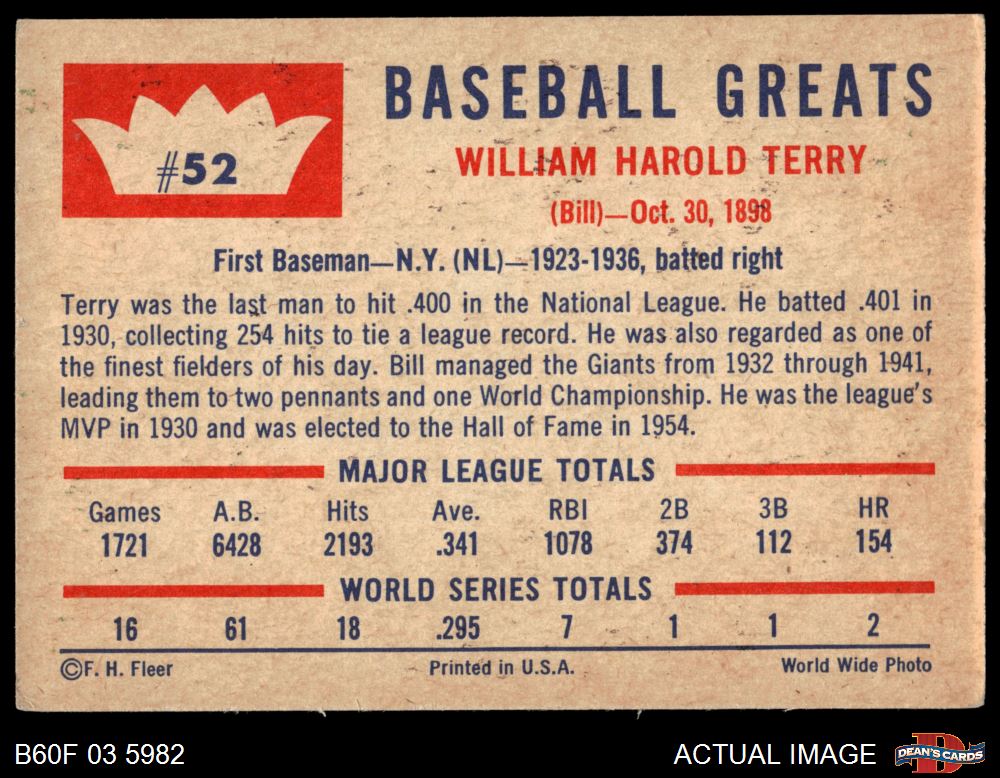 #52
BASEBALL GREATS
WILLIAM HAROLD TERRY
(Bill)—Oct. 30, 1898
First Baseman—N.Y. (NL)—1923-1936, batted right
Terry was the last man to hit .400 in the National League. He batted .401 in
1930, collecting 254 hits to tie a league record. He was also regarded as one of
the finest fielders of his day. Bill managed the Giants from 1932 through 1941,
leading them to two pennants and one World Championship. He was the league's
MVP in 1930 and was elected to the Hall of Fame in 1954.
MAJOR LEAGUE TOTALS
Games A.B. Hits Ave. RBI 2B 3B HR
1721 6428 2193 .341 1078 374 112 154
WORLD SERIES TOTALS
16 61 18 .295 7 1 1 2
©F. H. Fleer Printed in U.S.A. World Wide Photo
B60F 03 5982 ACTUAL IMAGE DEAN'S CARDS